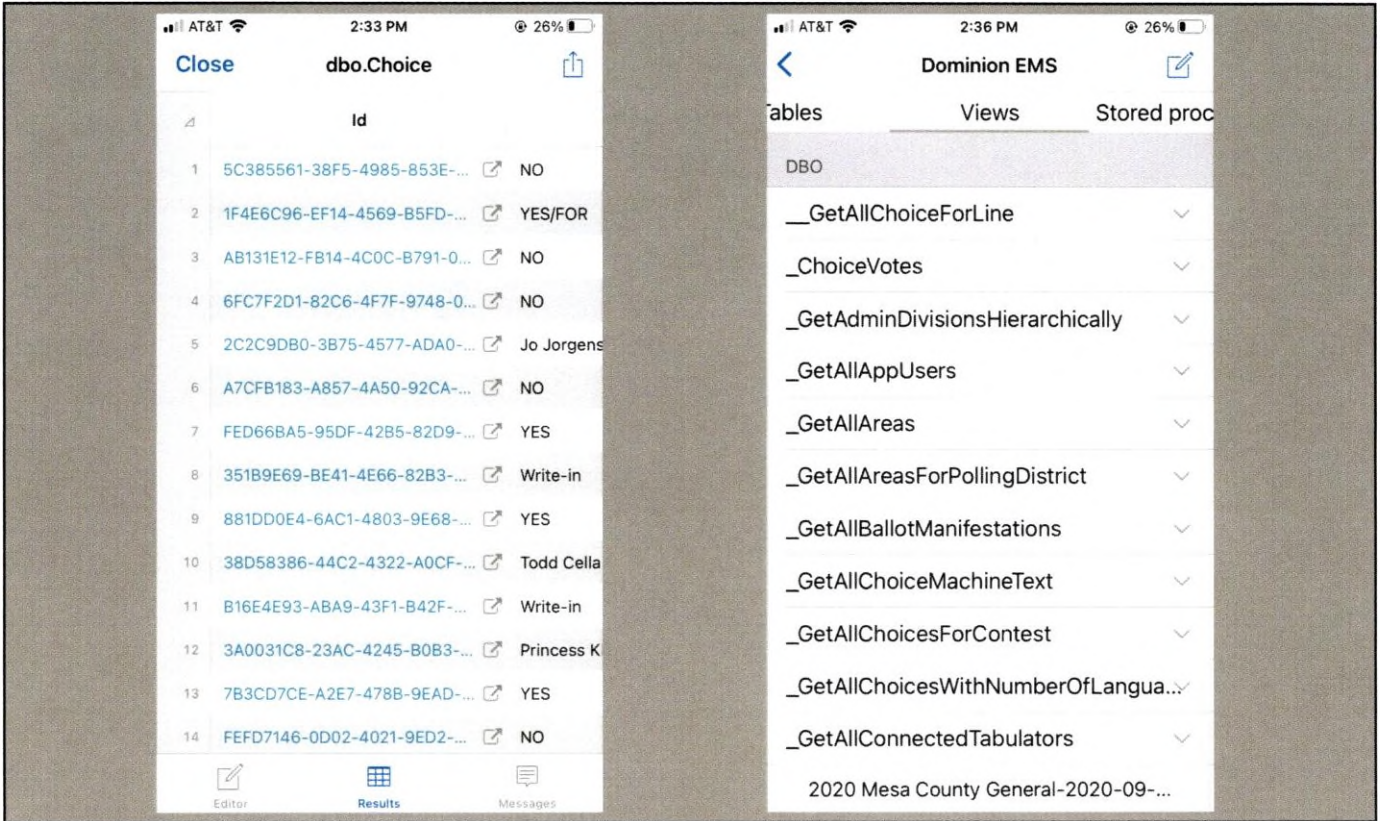 AT&T 2:33 PM 26%
Close dbo.Choice
Id
1 5C385561-38F5-4985-853E-... NO
2 1F4E6C96-EF14-4569-B5FD-... YES/FOR
3 AB131E12-FB14-4C0C-B791-0... NO
4 6FC7F2D1-82C6-4F7F-9748-0... NO
5 2C2C9DB0-3B75-4577-ADA0-... Jo Jorgens
6 A7CFB183-A857-4A50-92CA-... NO
7 FED66BA5-95DF-42B5-82D9-... YES
8 351B9E69-BE41-4E66-82B3-... Write-in
9 881DD0E4-6AC1-4803-9E68-... YES
10 38D58386-44C2-4322-A0CF-... Todd Cella
11 B16E4E93-ABA9-43F1-B42F-... Write-in
12 3A0031C8-23AC-4245-B0B3-... Princess K
13 7B3CD7CE-A2E7-478B-9EAD-... YES
14 FEFD7146-0D02-4021-9ED2-... NO
Editor Results Messages
AT&T 2:36 PM 26%
Dominion EMS
Tables Views Stored proc
DBO
__GetAllChoiceForLine
_ChoiceVotes
_GetAdminDivisionsHierarchically
_GetAllAppUsers
_GetAllAreas
_GetAllAreasForPollingDistrict
_GetAllBallotManifestations
_GetAllChoiceMachineText
_GetAllChoicesForContest
_GetAllChoicesWithNumberOfLangua...
_GetAllConnectedTabulators
2020 Mesa County General-2020-09-...